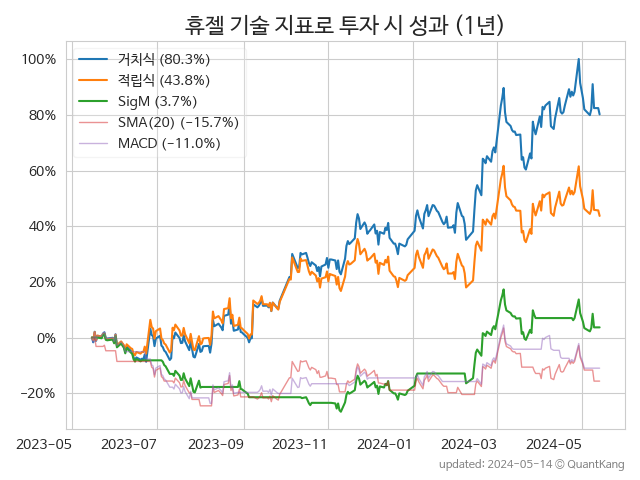 휴젤 기술 지표로 투자 시 성과 (1년)
거치식 (80.3%)
적립식 (43.8%)
SigM (3.7%)
SMA(20) (−15.7%)
MACD (−11.0%)
100%
80%
60%
40%
20%
0%
−20%
2023-05 2023-07 2023-09 2023-11 2024-01 2024-03 2024-05
updated: 2024-05-14 © QuantKang